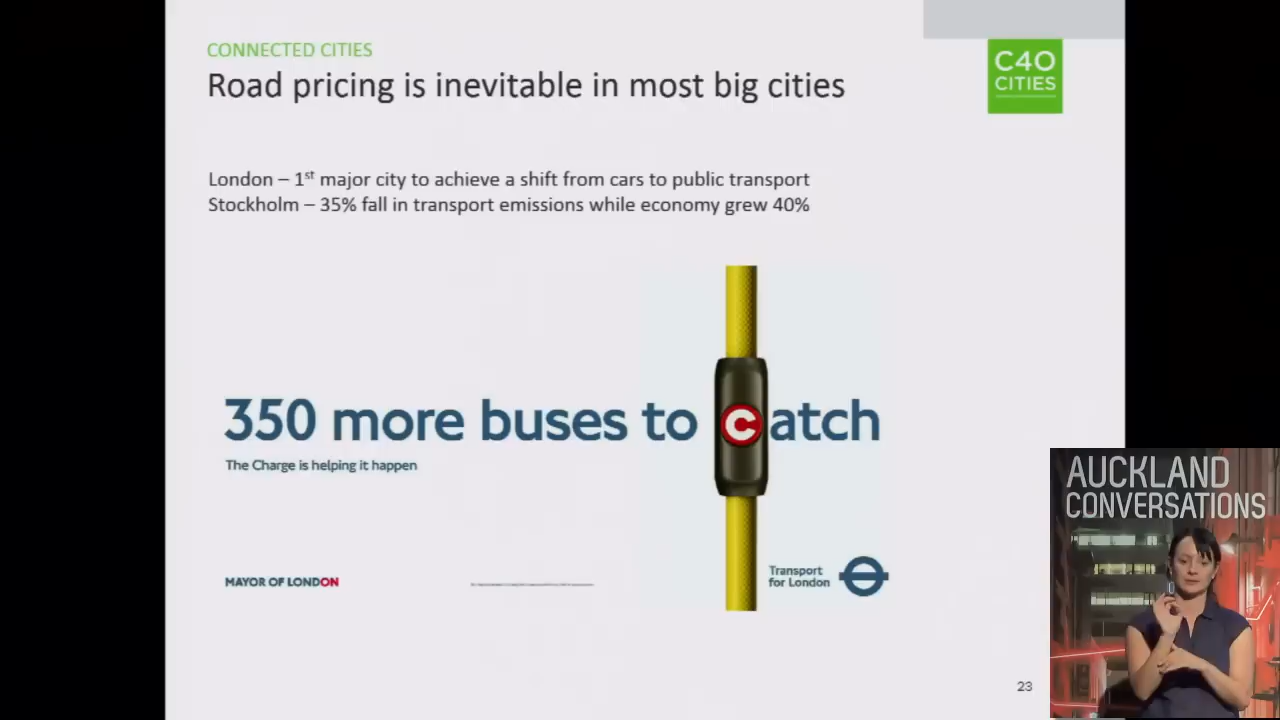 CONNECTED CITIES
Road pricing is inevitable in most big cities
C40
CITIES
London – 1st major city to achieve a shift from cars to public transport
Stockholm – 35% fall in transport emissions while economy grew 40%
350 more buses to Catch
The Charge is helping it happen
MAYOR OF LONDON
Transport
for London
23
AUCKLAND
CONVERSATIONS